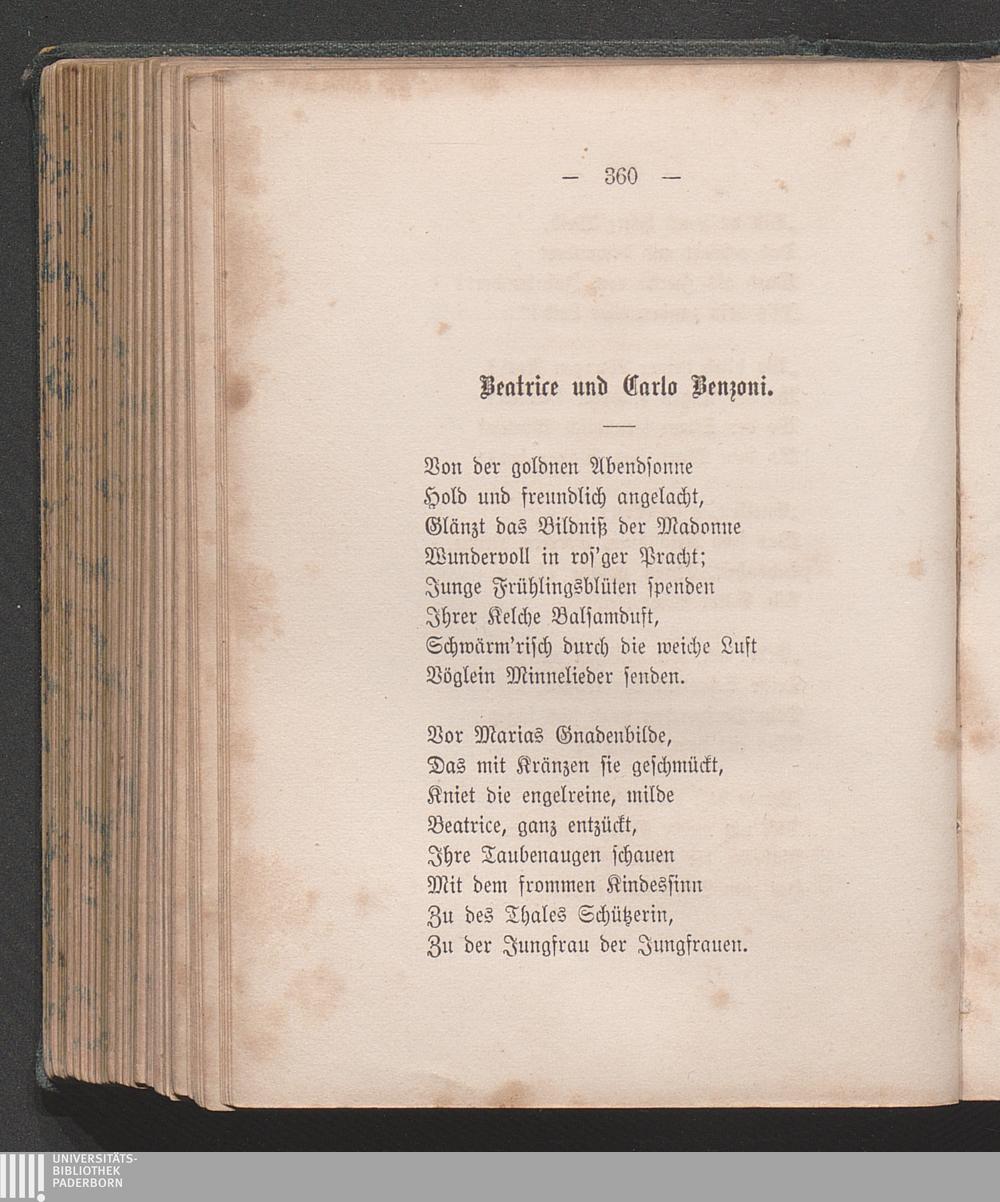 — 360 —
Beatrice und Carlo Benzoni.
Von der goldnen Abendsonne
Hold und freundlich angelacht,
Glänzt das Bildniß der Madonne
Wundervoll in ros'ger Pracht;
Junge Frühlingsblüten spenden
Ihrer Kelche Balsamduft,
Schwärm'risch durch die weiche Luft
Vöglein Minnelieder senden.
Vor Marias Gnadenbilde,
Das mit Kränzen sie geschmückt,
Kniet die engelreine, milde
Beatrice, ganz entzückt,
Ihre Taubenaugen schauen
Mit dem frommen Kindessinn
Zu des Thales Schützerin,
Zu der Jungfrau der Jungfrauen.
UNIVERSITÄTS-
BIBLIOTHEK
PADERBORN